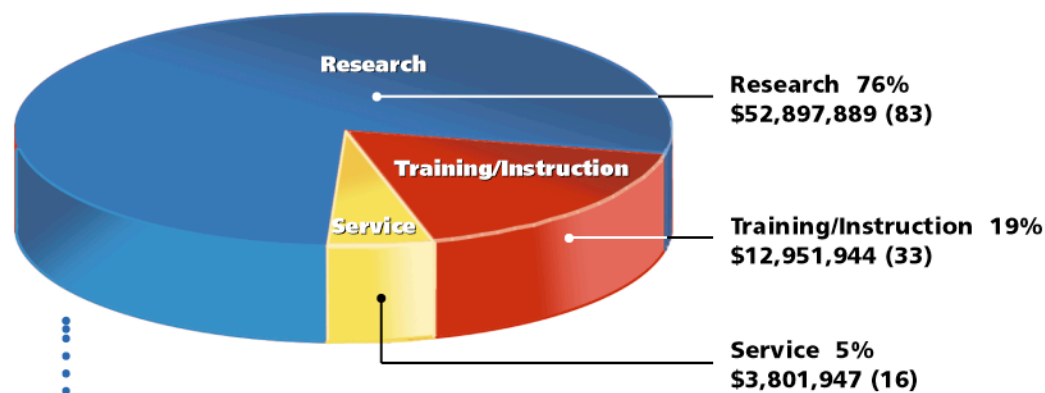 Research
Research 76%
$52,897,889 (83)
Training/Instruction
Training/Instruction 19%
$12,951,944 (33)
Service
Service 5%
$3,801,947 (16)